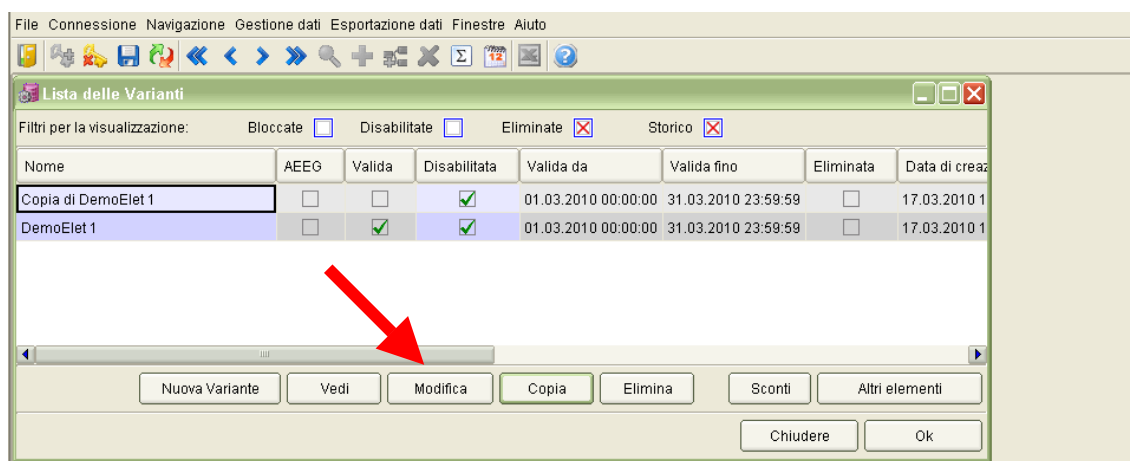 File Connessione Navigazione Gestione dati Esportazione dati Finestre Aiuto
Σ 12 ?
Lista delle Varianti
Filtri per la visualizzazione: Bloccate Disabilitate Eliminate Storico
Nome AEEG Valida Disabilitata Valida da Valida fino Eliminata Data di creaz
Copia di DemoElet 1 01.03.2010 00:00:00 31.03.2010 23:59:59 17.03.2010 1
DemoElet 1 01.03.2010 00:00:00 31.03.2010 23:59:59 17.03.2010 1
Nuova Variante Vedi Modifica Copia Elimina Sconti Altri elementi
Chiudere Ok